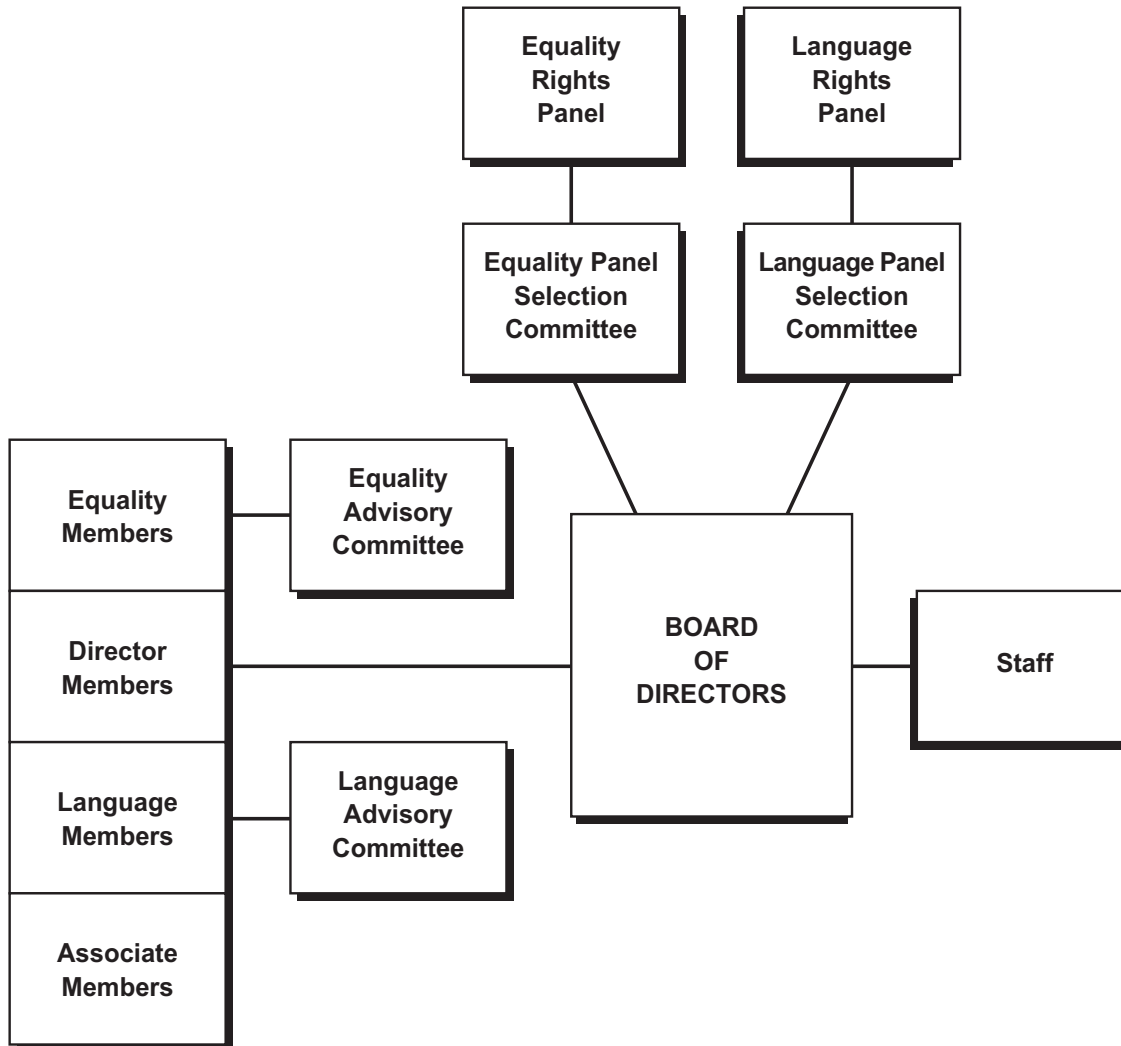 Equality
Rights
Panel
Language
Rights
Panel
Equality Panel
Selection
Committee
Language Panel
Selection
Committee
Equality
Members
Equality
Advisory
Committee
Director
Members
BOARD
OF
DIRECTORS
Staff
Language
Members
Language
Advisory
Committee
Associate
Members